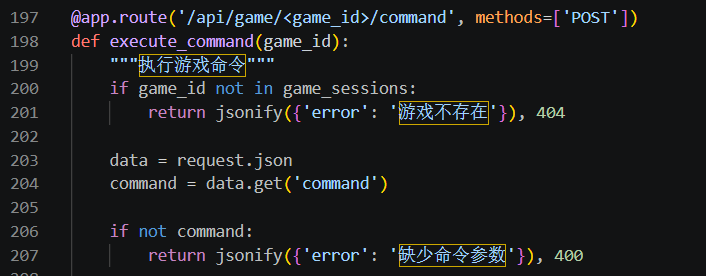 197 @app.route('/api/game/<game_id>/command', methods=['POST'])
198 def execute_command(game_id):
199     """执行游戏命令"""
200     if game_id not in game_sessions:
201         return jsonify({'error': '游戏不存在'}), 404
202
203     data = request.json
204     command = data.get('command')
205
206     if not command:
207         return jsonify({'error': '缺少命令参数'}), 400